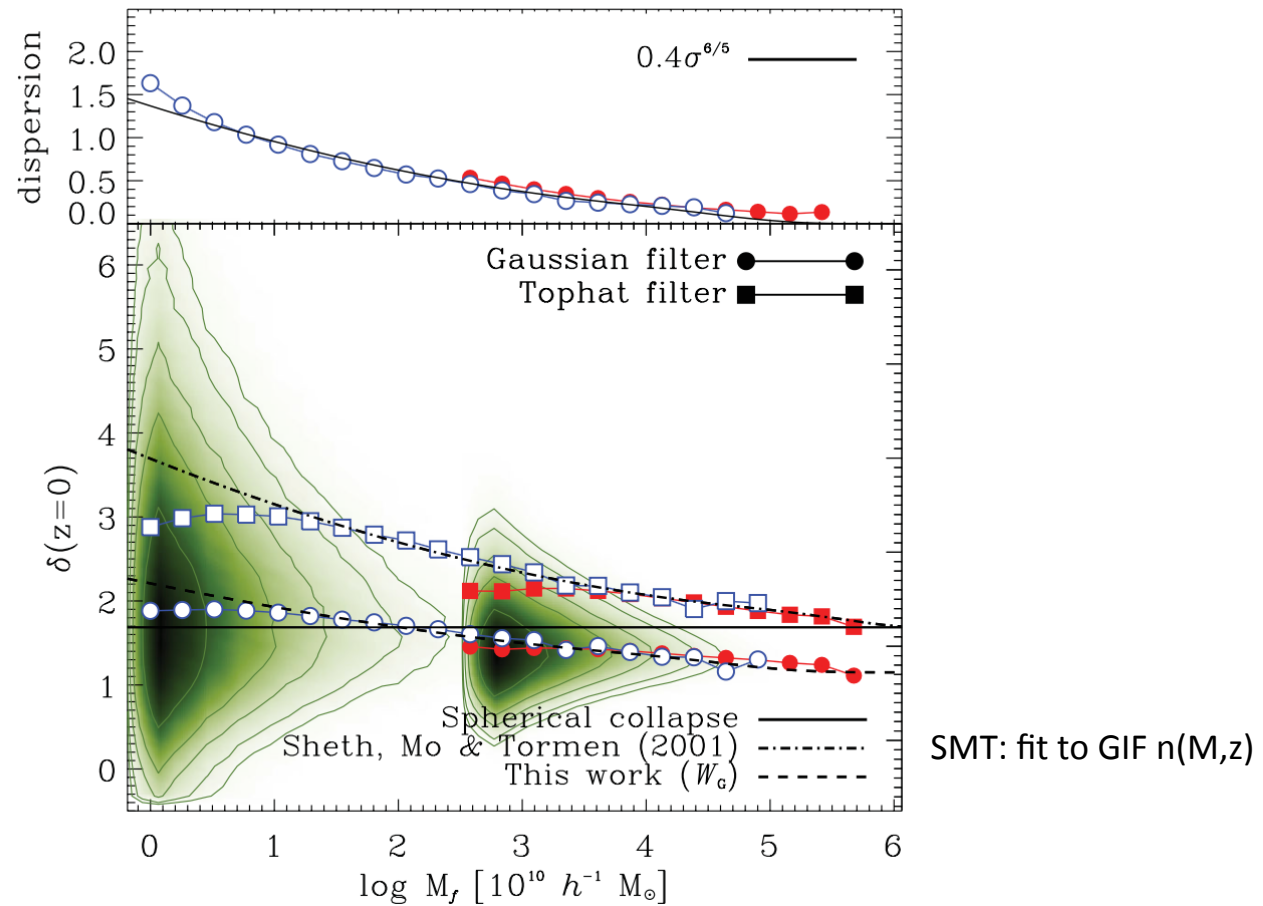 dispersion
2.0
1.5
1.0
0.5
0.0
0.4σ^{6/5}
δ(z=0)
6
5
4
3
2
1
0
Gaussian filter
Tophat filter
Spherical collapse
Sheth, Mo & Tormen (2001)
This work (W_G)
SMT: fit to GIF n(M,z)
0 1 2 3 4 5 6
log M_f [10^{10} h^{-1} M_⊙]